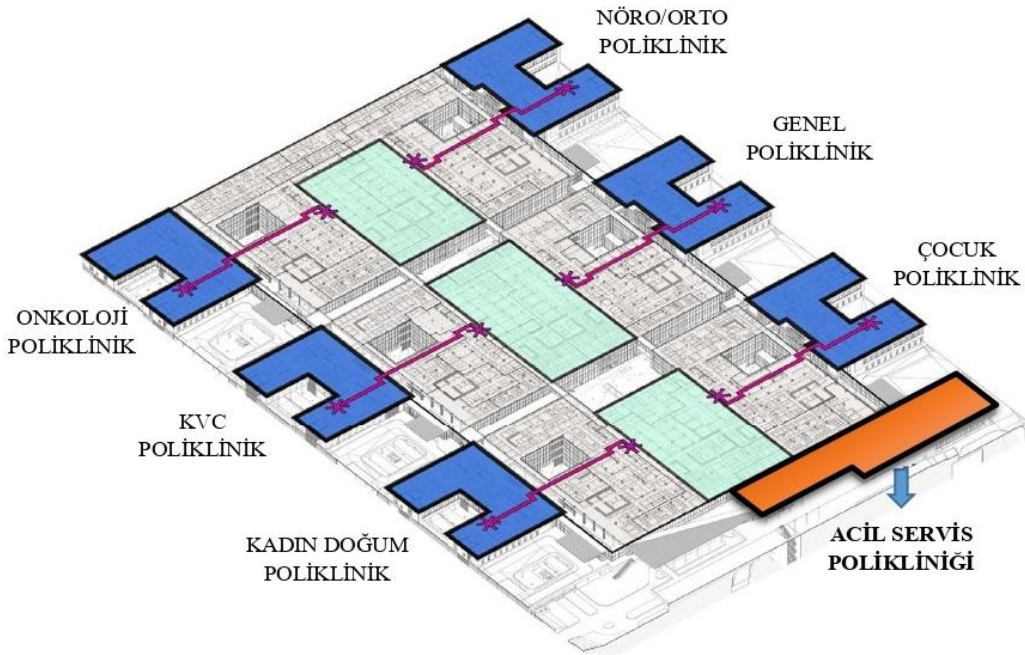 NÖRO/ORTO
POLİKLİNİK
GENEL
POLİKLİNİK
ÇOCUK
POLİKLİNİK
ONKOLOJİ
POLİKLİNİK
KVC
POLİKLİNİK
KADIN DOĞUM
POLİKLİNİK
ACİL SERVİS
POLİKLİNİĞİ